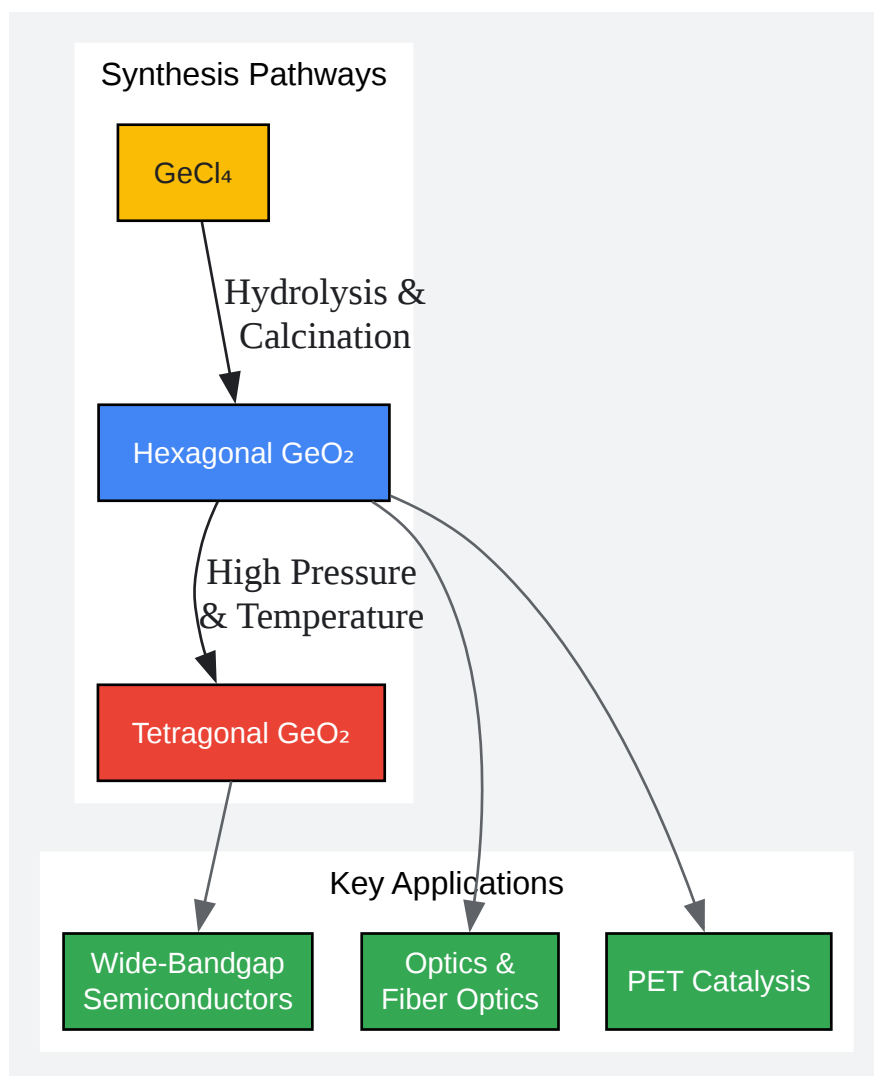 Synthesis Pathways
GeCl₄
Hydrolysis &
Calcination
Hexagonal GeO₂
High Pressure
& Temperature
Tetragonal GeO₂
Key Applications
Wide-Bandgap
Semiconductors
Optics &
Fiber Optics
PET Catalysis